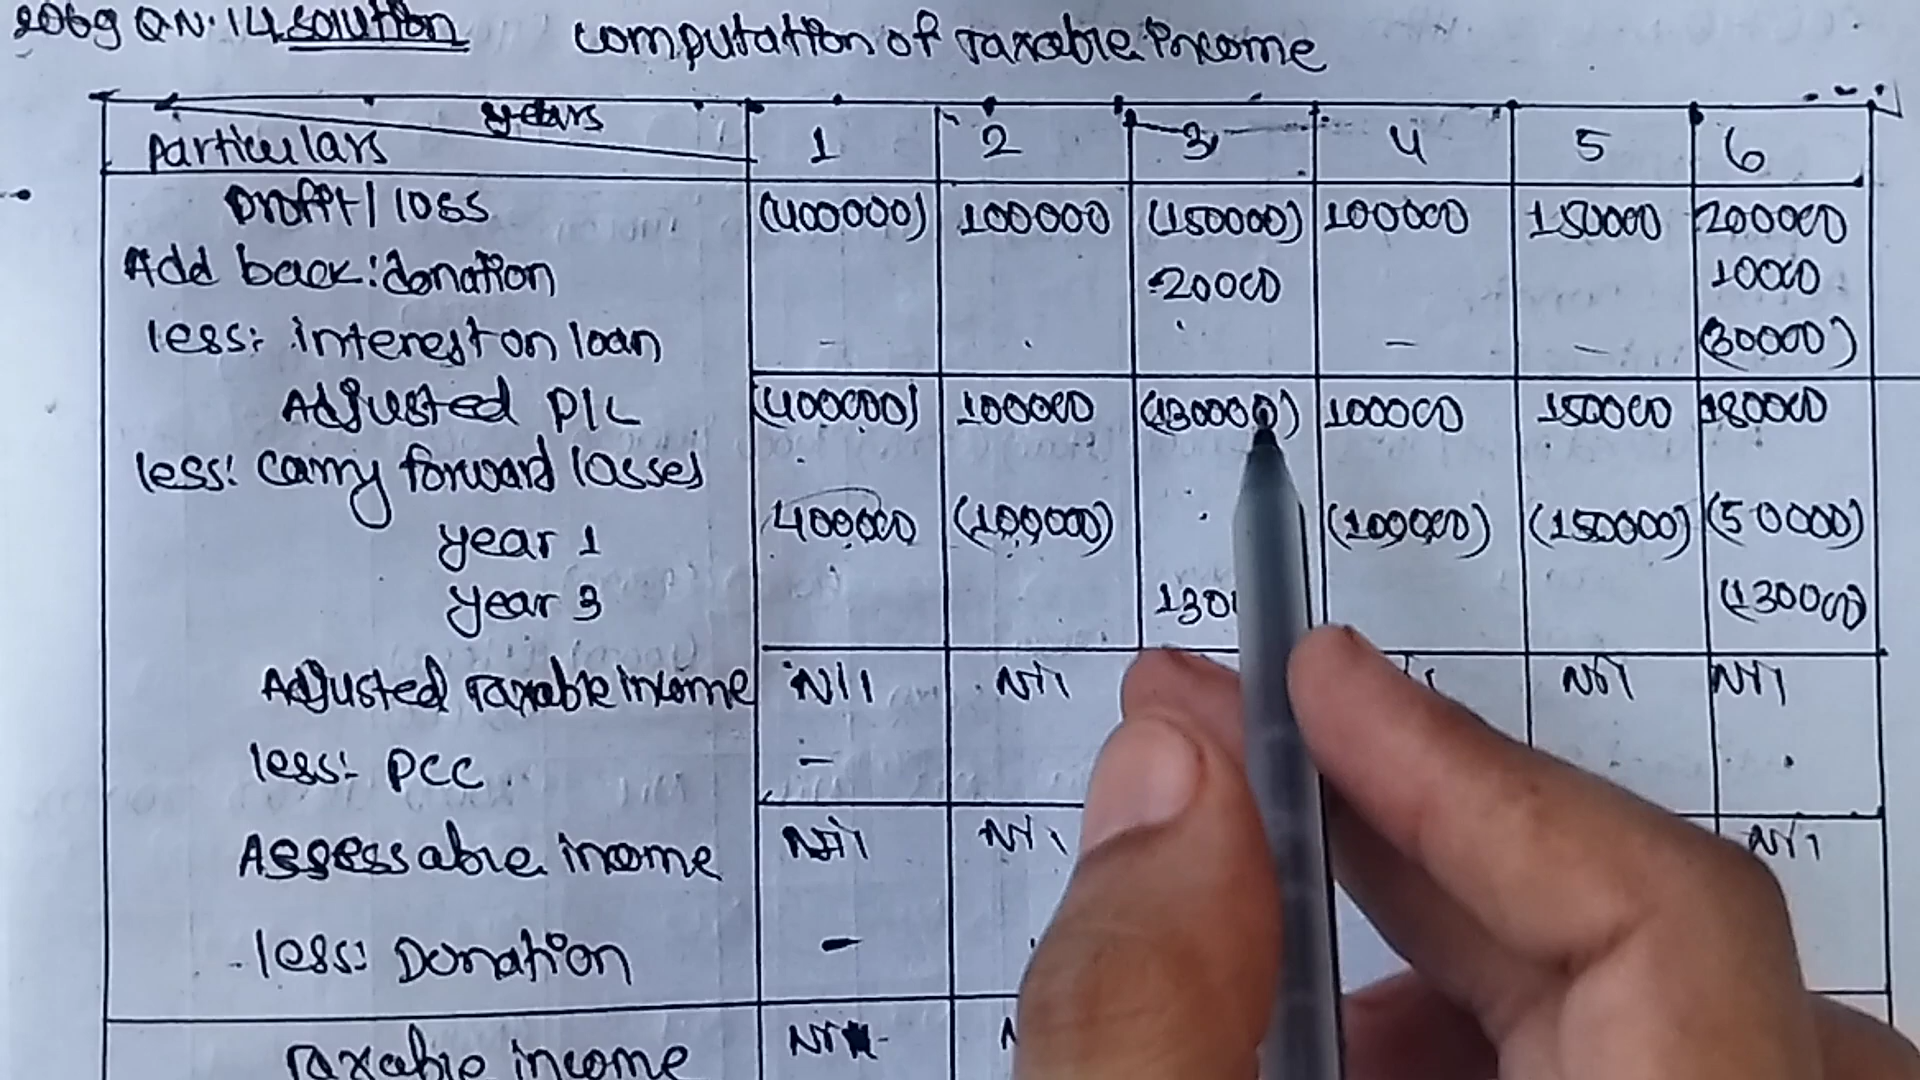 2069 QN. 14 solution computation of Taxable Income
years
particulars 1 2 3 4 5 6
profit / loss (400000) 100000 (150000) 100000 150000 200000
Add back: donation 20000 10000
less: interest on loan - - - (30000)
Adjusted P/L (400000) 100000 (130000) 100000 150000 180000
less: carry forward losses
year 1 400000 (100000) (100000) (150000) (50000)
year 3 (130000)
Adjusted Taxable income Nil Nil Nil Nil
less:- PCC -
Assessable income Nil Nil Nil
less: Donation -
Taxable income